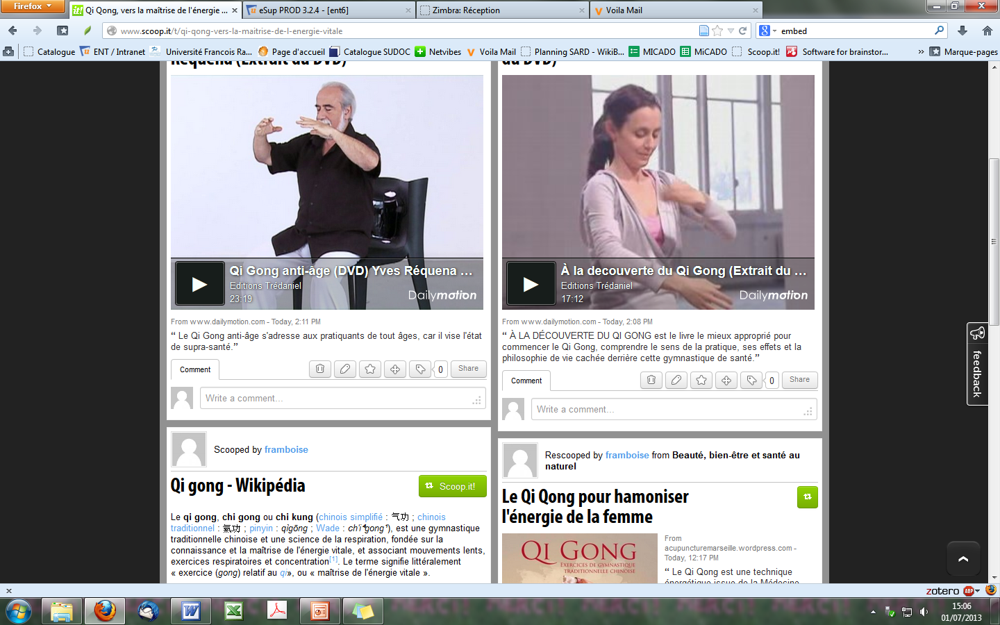 Firefox
Qi Qong, vers la maîtrise de l'énergie ...
eSup PROD 3.2.4 - [ent6]
Zimbra: Réception
Voila Mail
www.scoop.it/t/qi-qong-vers-la-maitrise-de-l-energie-vitale
embed
Catalogue
ENT / Intranet
Université Francois Ra...
Page d'accueil
Catalogue SUDOC
Netvibes
Voila Mail
Planning SARD - WikiB...
MICADO
MiCADO
Scoop.it!
Software for brainstor...
»
Marque-pages
Réquena (Extrait du DVD)
Qi Gong anti-âge (DVD) Yves Réquena ...
Editions Trédaniel
23:19
Dailymotion
From www.dailymotion.com - Today, 2:11 PM
“ Le Qi Gong anti-âge s'adresse aux pratiquants de tout âges, car il vise l'état
de supra-santé.”
Comment
0
Share
Write a comment...
Scooped by framboise
Qi gong - Wikipédia
Scoop.it!
Le qi gong, chi gong ou chi kung (chinois simplifié : 气功 ; chinois
traditionnel : 氣功 ; pinyin : qìgōng ; Wade : ch'i⁴ gong¹), est une gymnastique
traditionnelle chinoise et une science de la respiration, fondée sur la
connaissance et la maîtrise de l'énergie vitale, et associant mouvements lents,
exercices respiratoires et concentration[1]. Le terme signifie littéralement
« exercice (gong) relatif au qi», ou « maîtrise de l'énergie vitale ».
du DVD)
À la decouverte du Qi Gong (Extrait du ...
Editions Trédaniel
17:12
Dailymotion
From www.dailymotion.com - Today, 2:08 PM
“ À LA DÉCOUVERTE DU QI GONG est le livre le mieux approprié pour
commencer le Qi Gong, comprendre le sens de la pratique, ses effets et la
philosophie de vie cachée derrière cette gymnastique de santé.”
Comment
0
Share
Write a comment...
Rescooped by framboise from Beauté, bien-être et santé au
naturel
Le Qi Qong pour hamoniser
l'énergie de la femme
QI GONG
EXERCICES DE GYMNASTIQUE
TRADITIONNELLE CHINOISE
From
acupuncturemarseille.wordpress.com -
Today, 12:17 PM
“ Le Qi Qong est une technique
énergétique issue de la Médecine
feedback
x
zotero
ABP
15:06
01/07/2013